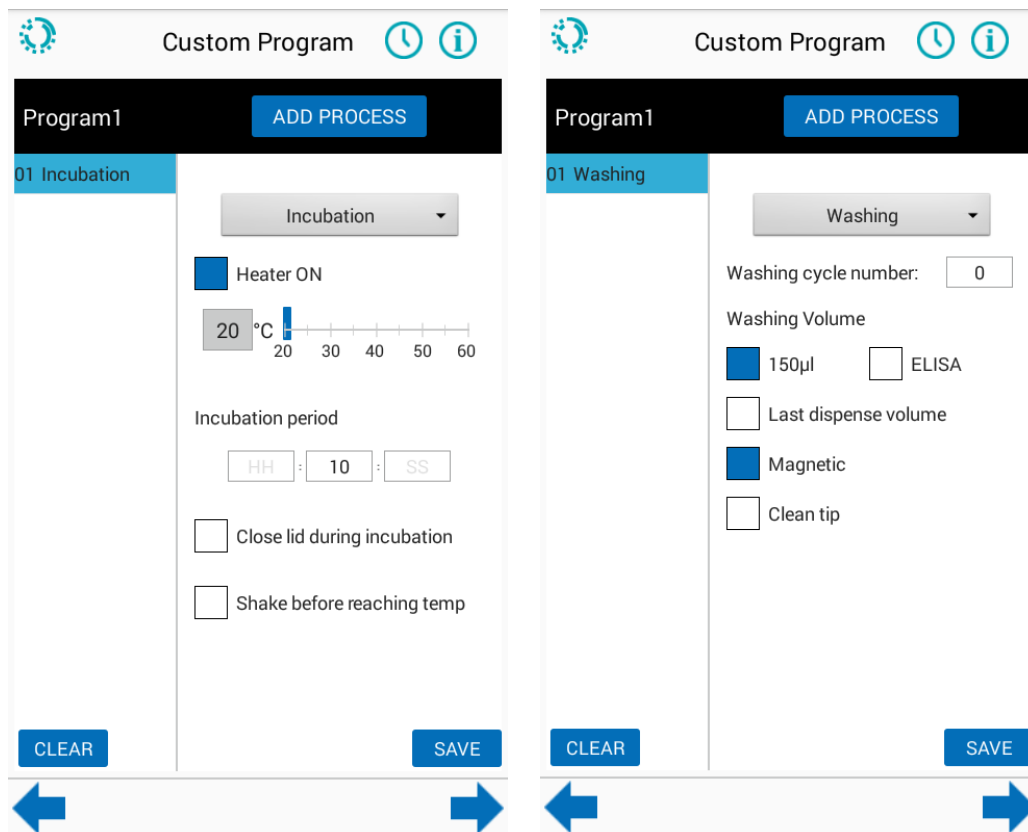 Custom Program
Program1 ADD PROCESS
01 Incubation
Incubation
Heater ON
20 °C
20 30 40 50 60
Incubation period
HH : 10 : SS
Close lid during incubation
Shake before reaching temp
CLEAR SAVE
Custom Program
Program1 ADD PROCESS
01 Washing
Washing
Washing cycle number: 0
Washing Volume
150µl ELISA
Last dispense volume
Magnetic
Clean tip
CLEAR SAVE